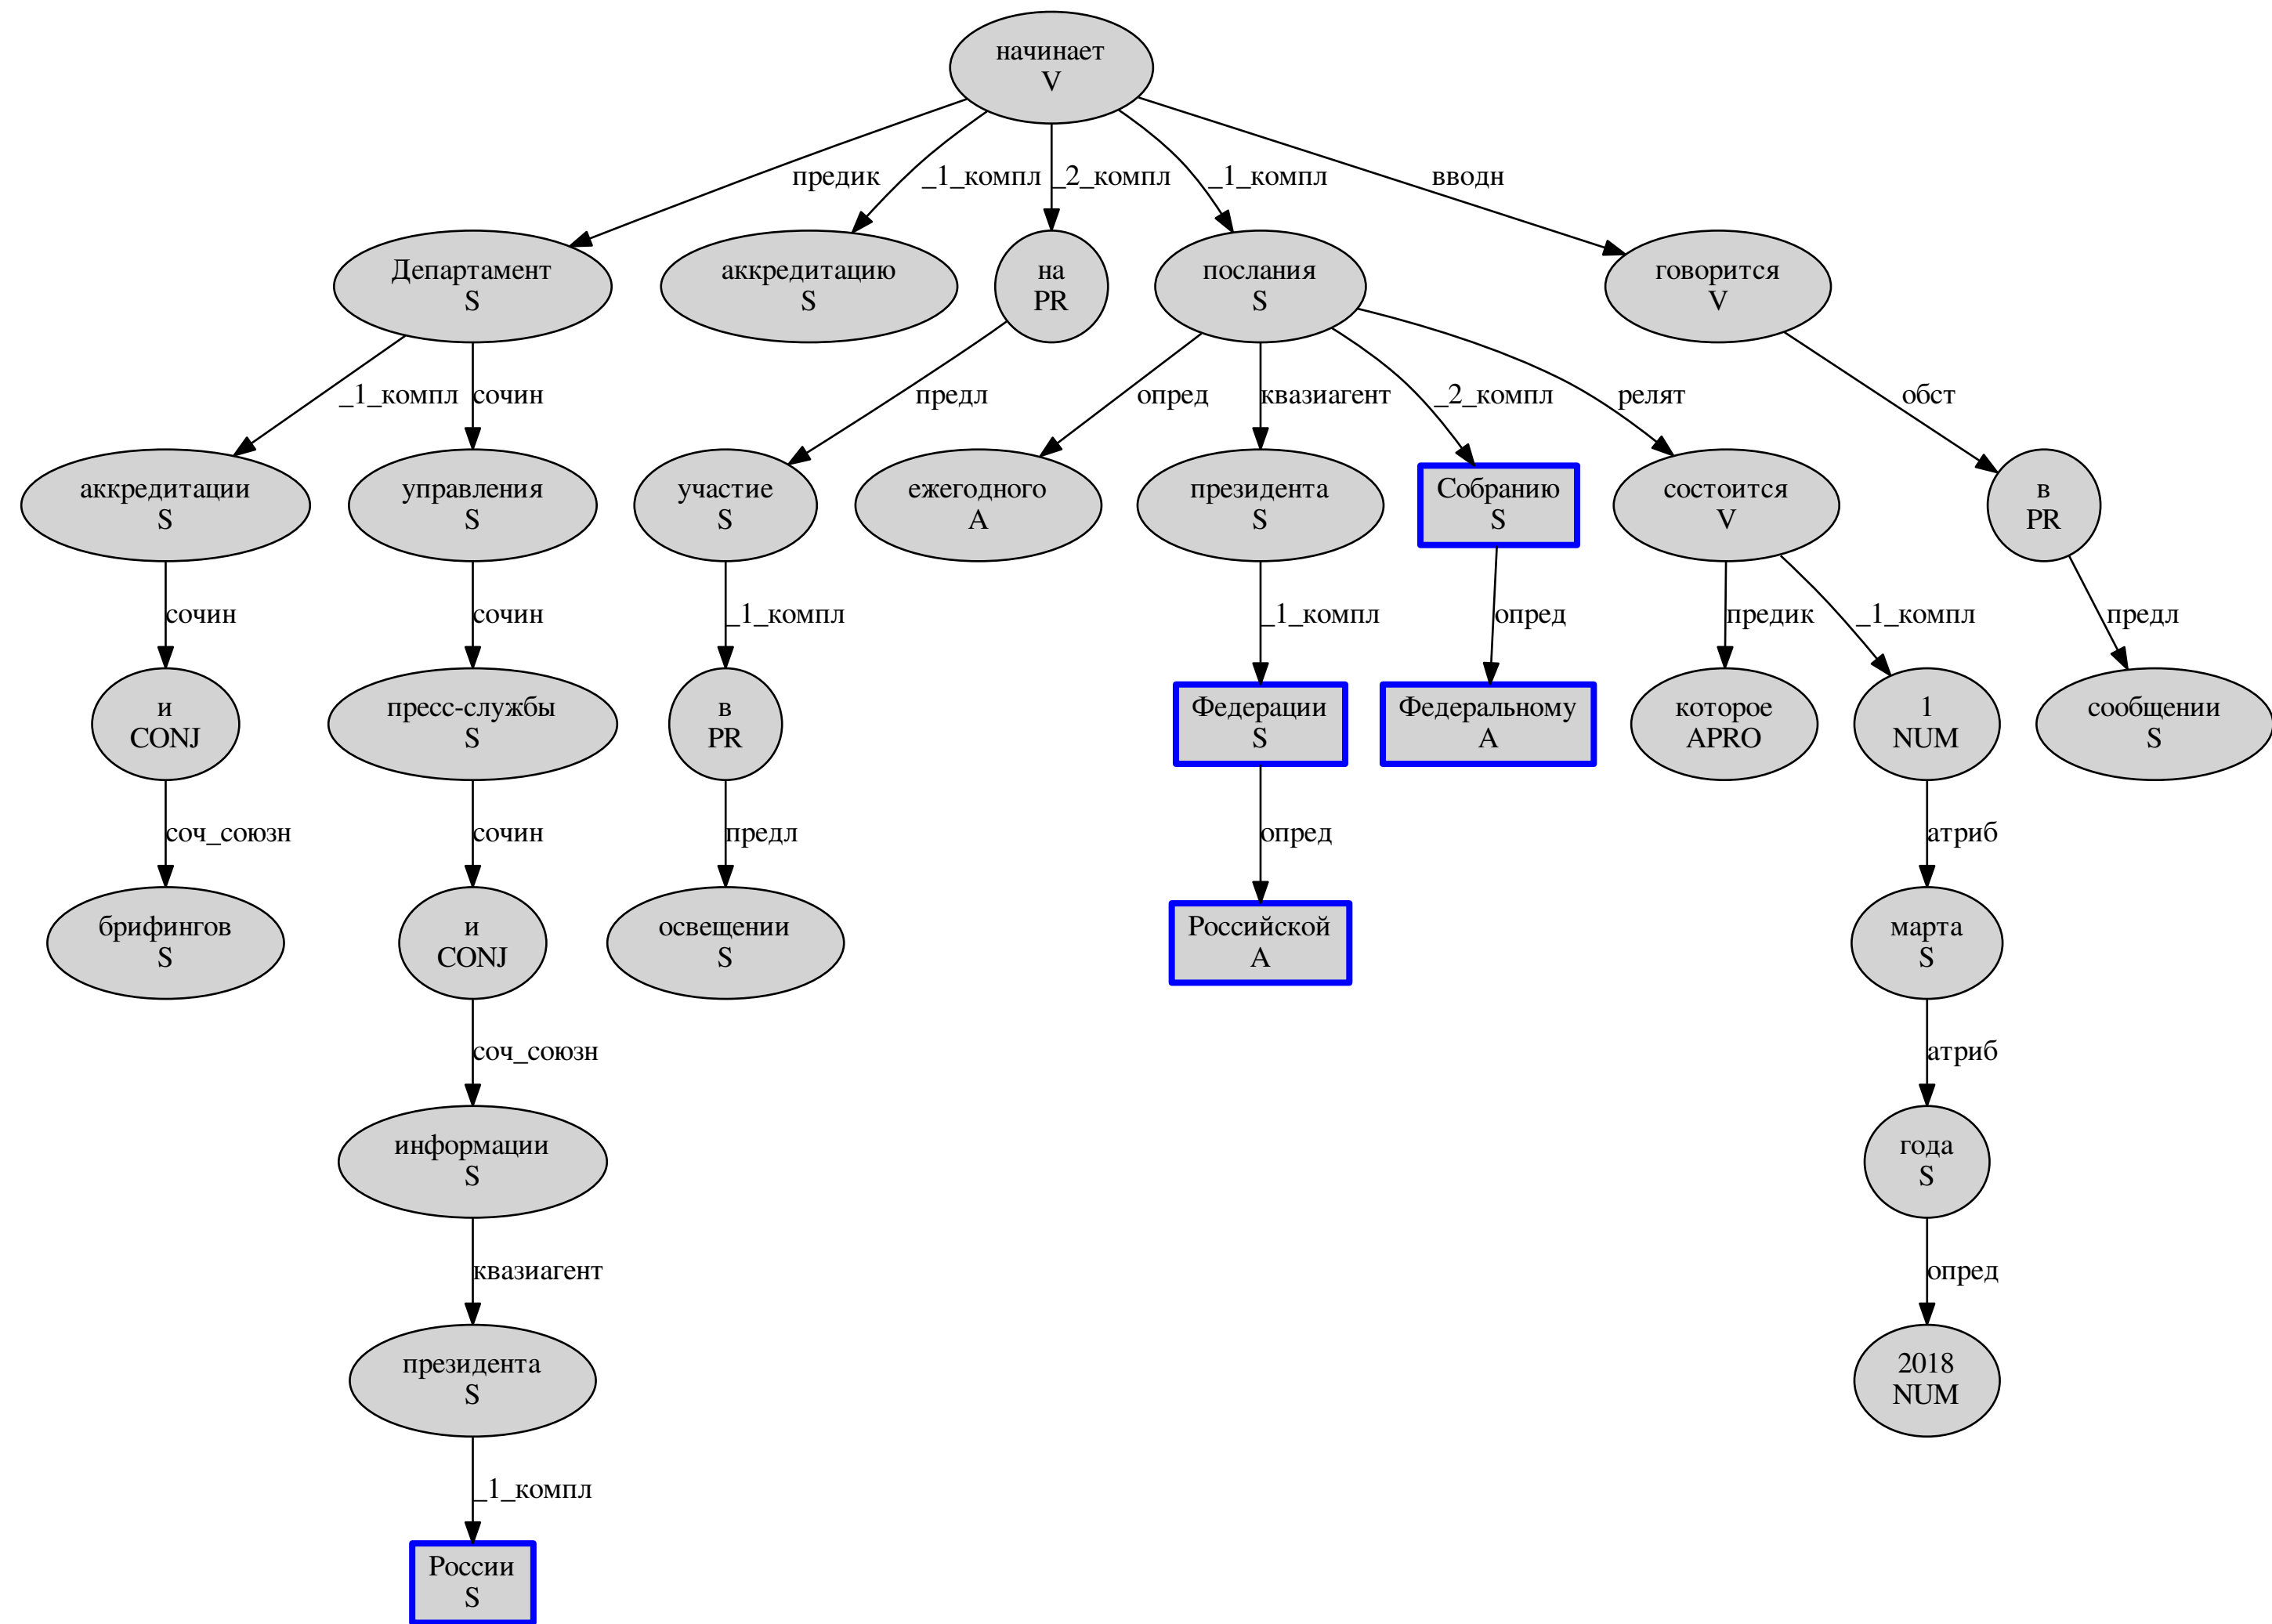 начинает
V
предик
_1_компл
_2_компл
_1_компл
вводн
Департамент
S
аккредитацию
S
на
PR
послания
S
говорится
V
_1_компл
сочин
предл
опред
квазиагент
_2_компл
релят
обст
аккредитации
S
управления
S
участие
S
ежегодного
A
президента
S
Собранию
S
состоится
V
в
PR
сочин
сочин
_1_компл
_1_компл
опред
предик
_1_компл
предл
и
CONJ
пресс-службы
S
в
PR
Федерации
S
Федеральному
A
которое
APRO
1
NUM
сообщении
S
соч_союзн
сочин
предл
опред
атриб
брифингов
S
и
CONJ
освещении
S
Российской
A
марта
S
соч_союзн
атриб
информации
S
года
S
квазиагент
опред
президента
S
2018
NUM
_1_компл
России
S